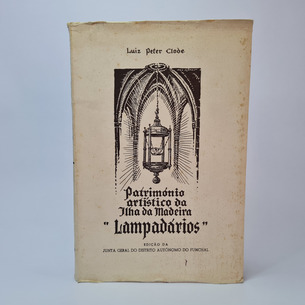 Luiz Peter Clode
Património
artístico da
Ilha da Madeira
"Lampadários"
EDIÇÃO DA
JUNTA GERAL DO DISTRITO AUTÓNOMO DO FUNCHAL